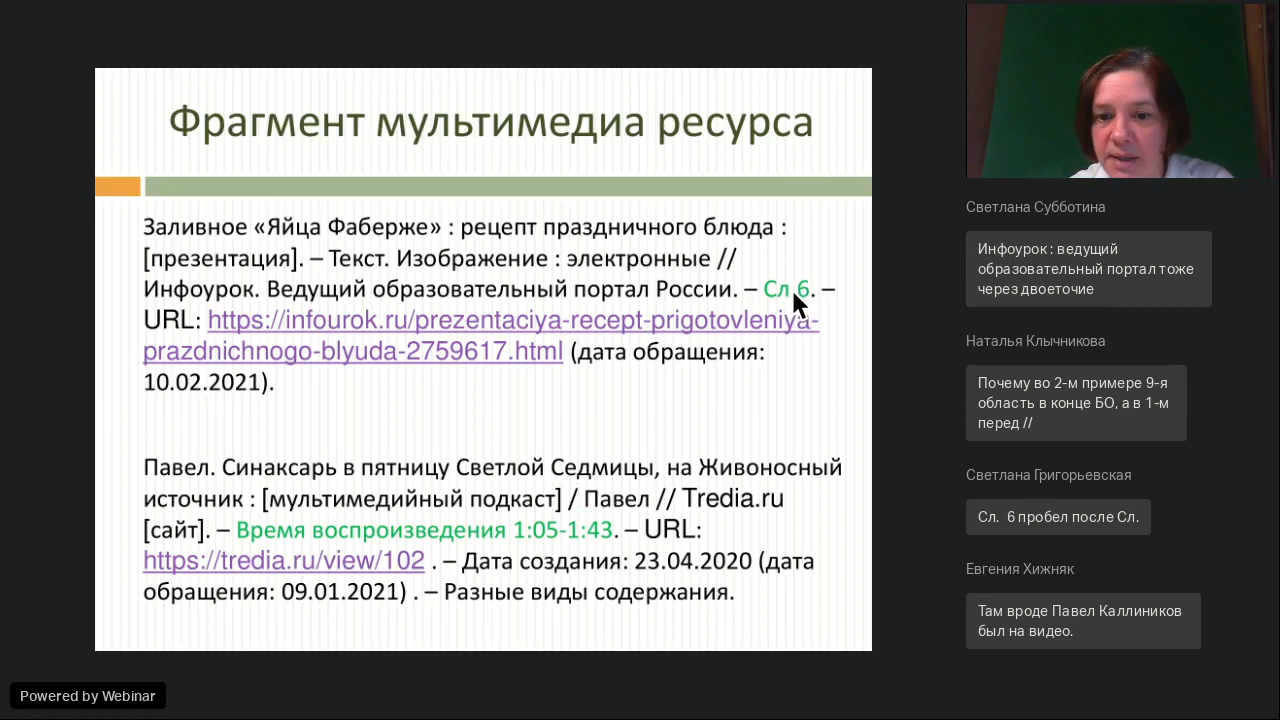 Фрагмент мультимедиа ресурса
Заливное «Яйца Фаберже» : рецепт праздничного блюда :
[презентация]. – Текст. Изображение : электронные //
Инфоурок. Ведущий образовательный портал России. – Сл.6. –
URL: https://infourok.ru/prezentaciya-recept-prigotovleniya-
prazdnichnogo-blyuda-2759617.html (дата обращения:
10.02.2021).
Павел. Синаксарь в пятницу Светлой Седмицы, на Живоносный
источник : [мультимедийный подкаст] / Павел // Tredia.ru
[сайт]. – Время воспроизведения 1:05-1:43. – URL:
https://tredia.ru/view/102 . – Дата создания: 23.04.2020 (дата
обращения: 09.01.2021) . – Разные виды содержания.
Светлана Субботина
Инфоурок : ведущий
образовательный портал тоже
через двоеточие
Наталья Клычникова
Почему во 2-м примере 9-я
область в конце БО, а в 1-м
перед //
Светлана Григорьевская
Сл.  6 пробел после Сл.
Евгения Хижняк
Там вроде Павел Каллиников
был на видео.
Powered by Webinar